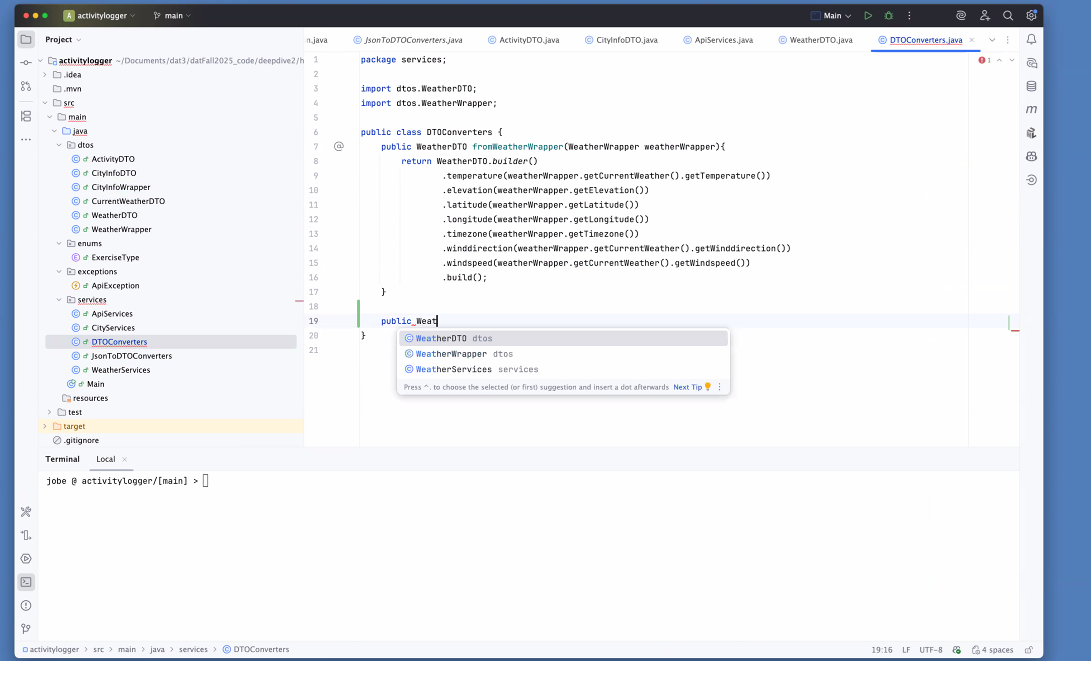 A activitylogger main Main
Project
n.java JsonToDTOConverters.java ActivityDTO.java CityInfoDTO.java ApiServices.java WeatherDTO.java DTOConverters.java
activitylogger ~/Documents/dat3/datFall2025_code/deepdive2/h
.idea
.mvn
src
main
java
dtos
ActivityDTO
CityInfoDTO
CityInfoWrapper
CurrentWeatherDTO
WeatherDTO
WeatherWrapper
enums
ExerciseType
exceptions
ApiException
services
ApiServices
CityServices
DTOConverters
JsonToDTOConverters
WeatherServices
Main
resources
test
target
.gitignore
1 package services;
2
3 import dtos.WeatherDTO;
4 import dtos.WeatherWrapper;
5
6 public class DTOConverters {
7 public WeatherDTO fromWeatherWrapper(WeatherWrapper weatherWrapper){
8 return WeatherDTO.builder()
9 .temperature(weatherWrapper.getCurrentWeather().getTemperature())
10 .elevation(weatherWrapper.getElevation())
11 .latitude(weatherWrapper.getLatitude())
12 .longitude(weatherWrapper.getLongitude())
13 .timezone(weatherWrapper.getTimezone())
14 .winddirection(weatherWrapper.getCurrentWeather().getWinddirection())
15 .windspeed(weatherWrapper.getCurrentWeather().getWindspeed())
16 .build();
17 }
18
19 public Weat
20 }
21
1
WeatherDTO dtos
WeatherWrapper dtos
WeatherServices services
Press ^. to choose the selected (or first) suggestion and insert a dot afterwards Next Tip
Terminal Local
jobe @ activitylogger/[main] >
activitylogger > src > main > java > services > DTOConverters 19:16 LF UTF-8 4 spaces